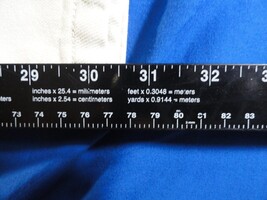 29 30 31 32
inches x 25.4 = millimeters feet x 0.3048 = meters
inches x 2.54 = centimeters yards x 0.9144 = meters
73 74 75 76 77 78 79 80 81 82 83